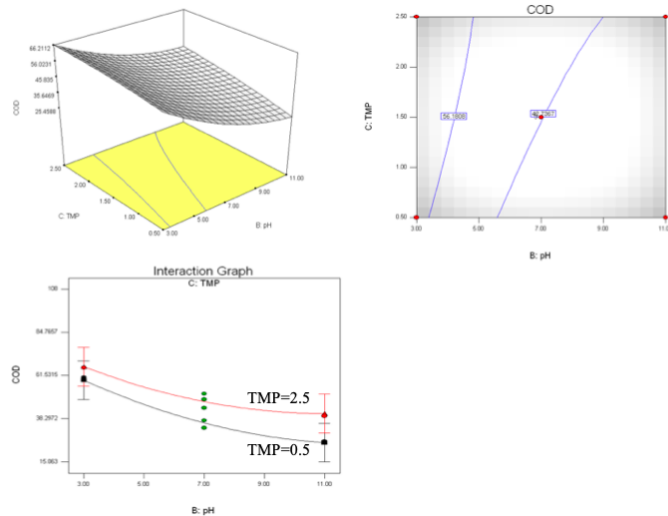 66.2112
56.0231
45.835
35.6469
25.4588
COD
2.50
2.00
1.50
1.00
0.50
C: TMP
3.00
5.00
7.00
9.00
11.00
B: pH
COD
2.50
1.50
1.00
0.50
C: TMP
3.00
5.00
7.00
9.00
11.00
B: pH
Interaction Graph
C: TMP
108
84.7657
61.5315
38.2972
15.063
COD
TMP=2.5
TMP=0.5
3.00
5.00
7.00
9.00
11.00
B: pH